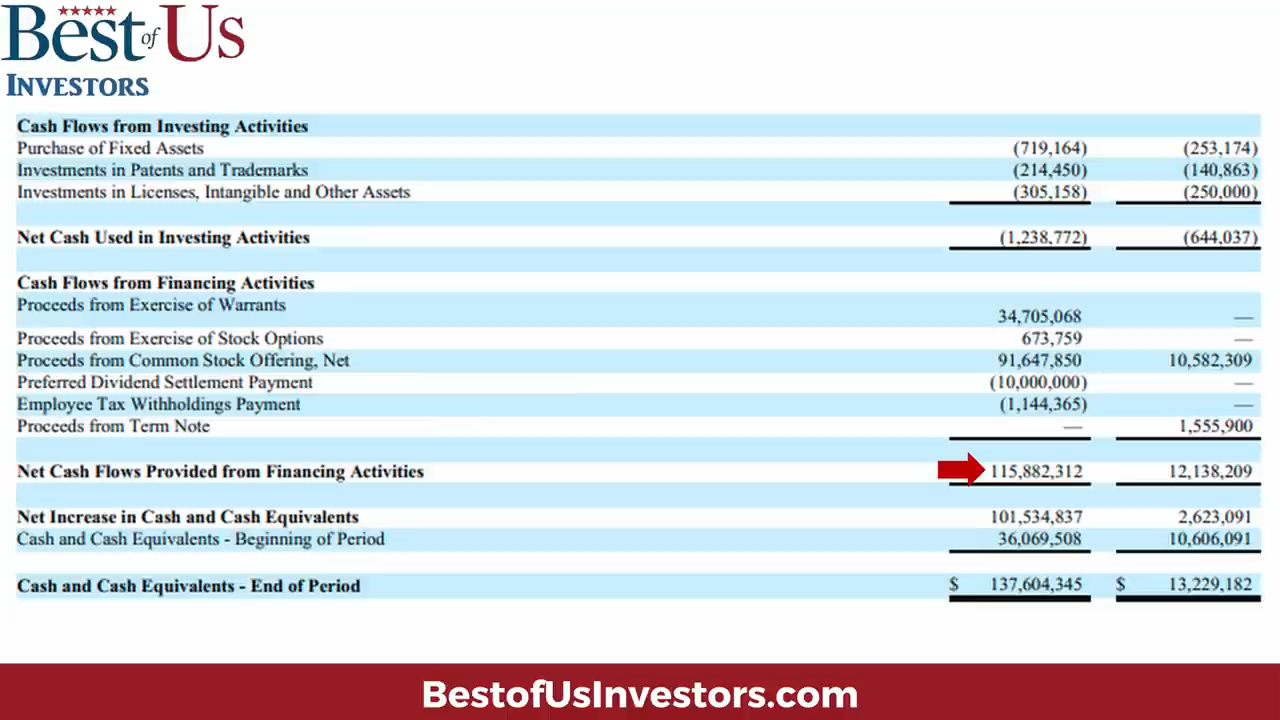 Best of Us
INVESTORS
Cash Flows from Investing Activities
Purchase of Fixed Assets (719,164) (253,174)
Investments in Patents and Trademarks (214,450) (140,863)
Investments in Licenses, Intangible and Other Assets (305,158) (250,000)
Net Cash Used in Investing Activities (1,238,772) (644,037)
Cash Flows from Financing Activities
Proceeds from Exercise of Warrants 34,705,068 —
Proceeds from Exercise of Stock Options 673,759 —
Proceeds from Common Stock Offering, Net 91,647,850 10,582,309
Preferred Dividend Settlement Payment (10,000,000) —
Employee Tax Withholdings Payment (1,144,365) —
Proceeds from Term Note — 1,555,900
Net Cash Flows Provided from Financing Activities 115,882,312 12,138,209
Net Increase in Cash and Cash Equivalents 101,534,837 2,623,091
Cash and Cash Equivalents - Beginning of Period 36,069,508 10,606,091
Cash and Cash Equivalents - End of Period $ 137,604,345 $ 13,229,182
BestofUsInvestors.com